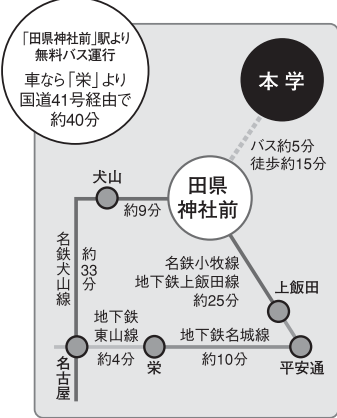 「田県神社前」駅より
無料バス運行
車なら「栄」より
国道41号経由で
約40分
本学
バス約5分
徒歩約15分
犬山
約9分
田県
神社前
名鉄犬山線
約33分
名鉄小牧線
地下鉄上飯田線
約25分
上飯田
地下鉄
東山線
約4分
地下鉄名城線
約10分
名古屋
栄
平安通